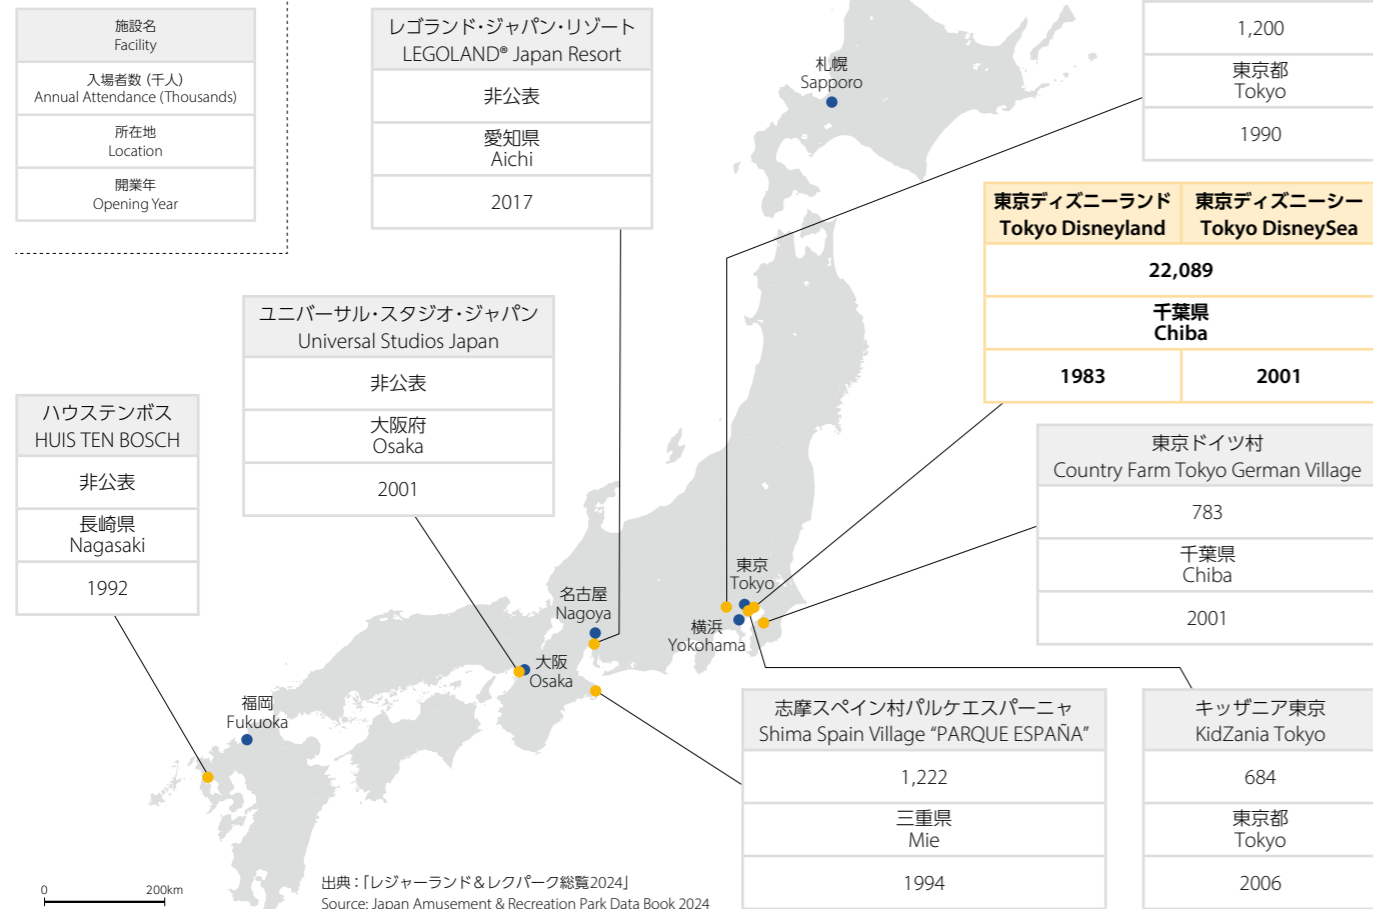 施設名
Facility
入場者数 (千人)
Annual Attendance (Thousands)
所在地
Location
開業年
Opening Year
レゴランド・ジャパン・リゾート
LEGOLAND® Japan Resort
非公表
愛知県
Aichi
2017
札幌
Sapporo
1,200
東京都
Tokyo
1990
東京ディズニーランド
Tokyo Disneyland
東京ディズニーシー
Tokyo DisneySea
22,089
千葉県
Chiba
1983
2001
ユニバーサル・スタジオ・ジャパン
Universal Studios Japan
非公表
大阪府
Osaka
2001
ハウステンボス
HUIS TEN BOSCH
非公表
長崎県
Nagasaki
1992
東京ドイツ村
Country Farm Tokyo German Village
783
千葉県
Chiba
2001
東京
Tokyo
名古屋
Nagoya
横浜
Yokohama
大阪
Osaka
福岡
Fukuoka
志摩スペイン村パルケエスパーニャ
Shima Spain Village “PARQUE ESPAÑA”
1,222
三重県
Mie
1994
キッザニア東京
KidZania Tokyo
684
東京都
Tokyo
2006
0 200km
出典：「レジャーランド＆レクパーク総覧2024」
Source: Japan Amusement & Recreation Park Data Book 2024